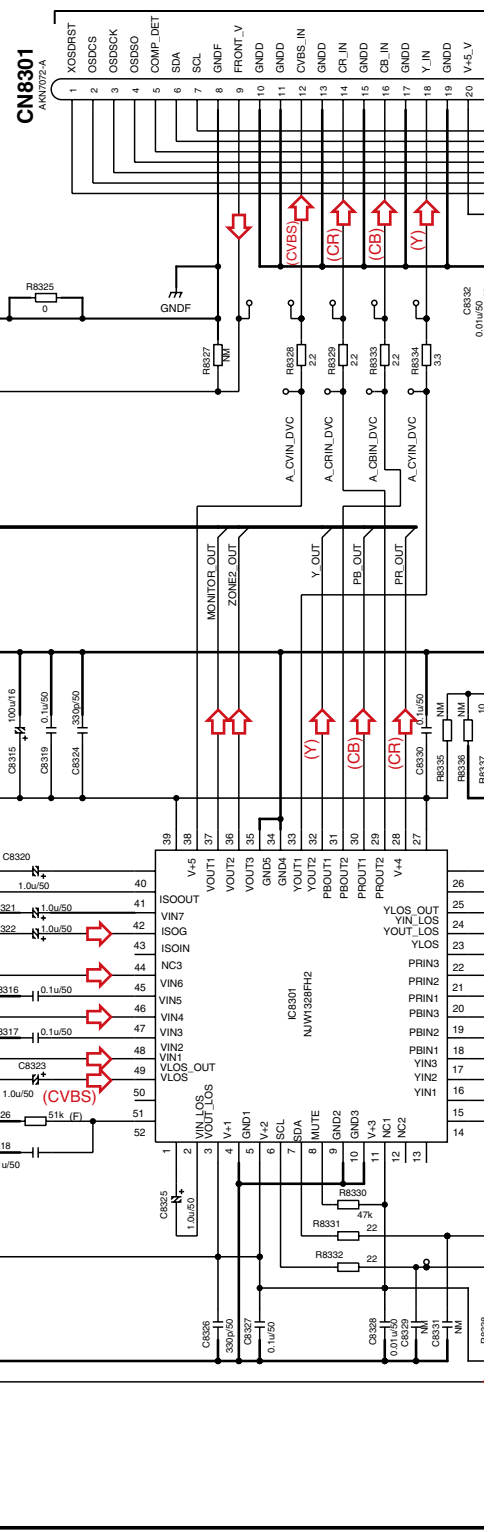 CN8301
AKN7072-A
XOSDRST
OSDCS
OSDSCK
OSDSO
COMP_DET
SDA
SCL
GNDF
FRONT_V
GNDD
GNDD
CVBS_IN
GNDD
CR_IN
GNDD
CB_IN
GNDD
Y_IN
GNDD
V+5_V
1
2
3
4
5
6
7
8
9
10
11
12
13
14
15
16
17
18
19
20
(CVBS)
(CR)
(CB)
(Y)
R8325
0
GNDF
C8332
0.01u/50
R8327
NM
R8328
2.2
R8329
2.2
R8333
2.2
R8334
3.3
A_CVIN_DVC
A_CRIN_DVC
A_CBIN_DVC
A_CYIN_DVC
MONITOR_OUT
ZONE2_OUT
Y_OUT
PB_OUT
PR_OUT
C8315
100u/16
C8319
0.1u/50
C8324
330p/50
(Y)
(CB)
(CR)
C8330
0.1u/50
R8335
NM
R8336
NM
R8337
10
39
38
37
36
35
34
33
32
31
30
29
28
27
V+5
VOUT1
VOUT2
VOUT3
GND5
GND4
YOUT1
YOUT2
PBOUT1
PBOUT2
PROUT1
PROUT2
V+4
C8320
1.0u/50
321
1.0u/50
322
1.0u/50
8316
0.1u/50
8317
0.1u/50
C8323
1.0u/50
(CVBS)
26
51k
(F)
18
u/50
40
41
42
43
44
45
46
47
48
49
50
51
52
ISOOUT
VIN7
ISOG
ISOIN
NC3
VIN6
VIN5
VIN4
VIN3
VIN2
VIN1
VLOS_OUT
VLOS
IC8301
NJW1328FH2
YLOS_OUT
YIN_LOS
YOUT_LOS
YLOS
PRIN3
PRIN2
PRIN1
PBIN3
PBIN2
PBIN1
YIN3
YIN2
YIN1
26
25
24
23
22
21
20
19
18
17
16
15
14
VIN_LOS
VOUT_LOS
V+1
GND1
V+2
SCL
SDA
MUTE
GND2
GND3
V+3
NC1
NC2
1
2
3
4
5
6
7
8
9
10
11
12
13
C8325
1.0u/50
R8330
47k
R8331
22
R8332
22
C8326
330p/50
C8327
0.1u/50
C8328
0.01u/50
C8329
NM
C8331
NM